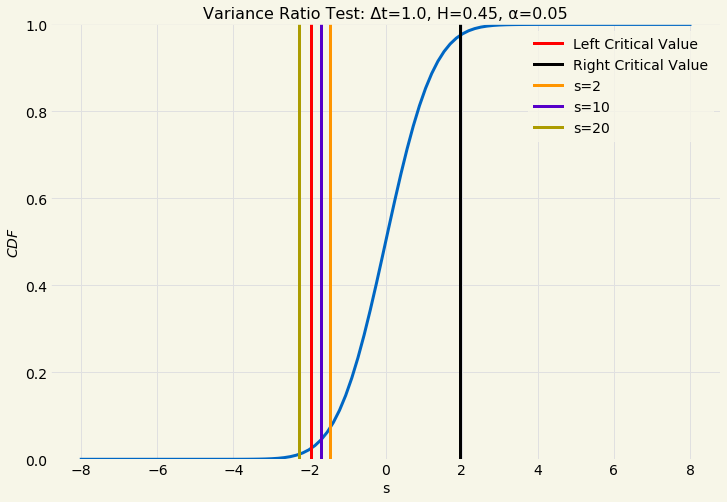 Variance Ratio Test: Δt=1.0, H=0.45, α=0.05
CDF
1.0
0.8
0.6
0.4
0.2
0.0
Left Critical Value
Right Critical Value
s=2
s=10
s=20
−8 −6 −4 −2 0 2 4 6 8
s